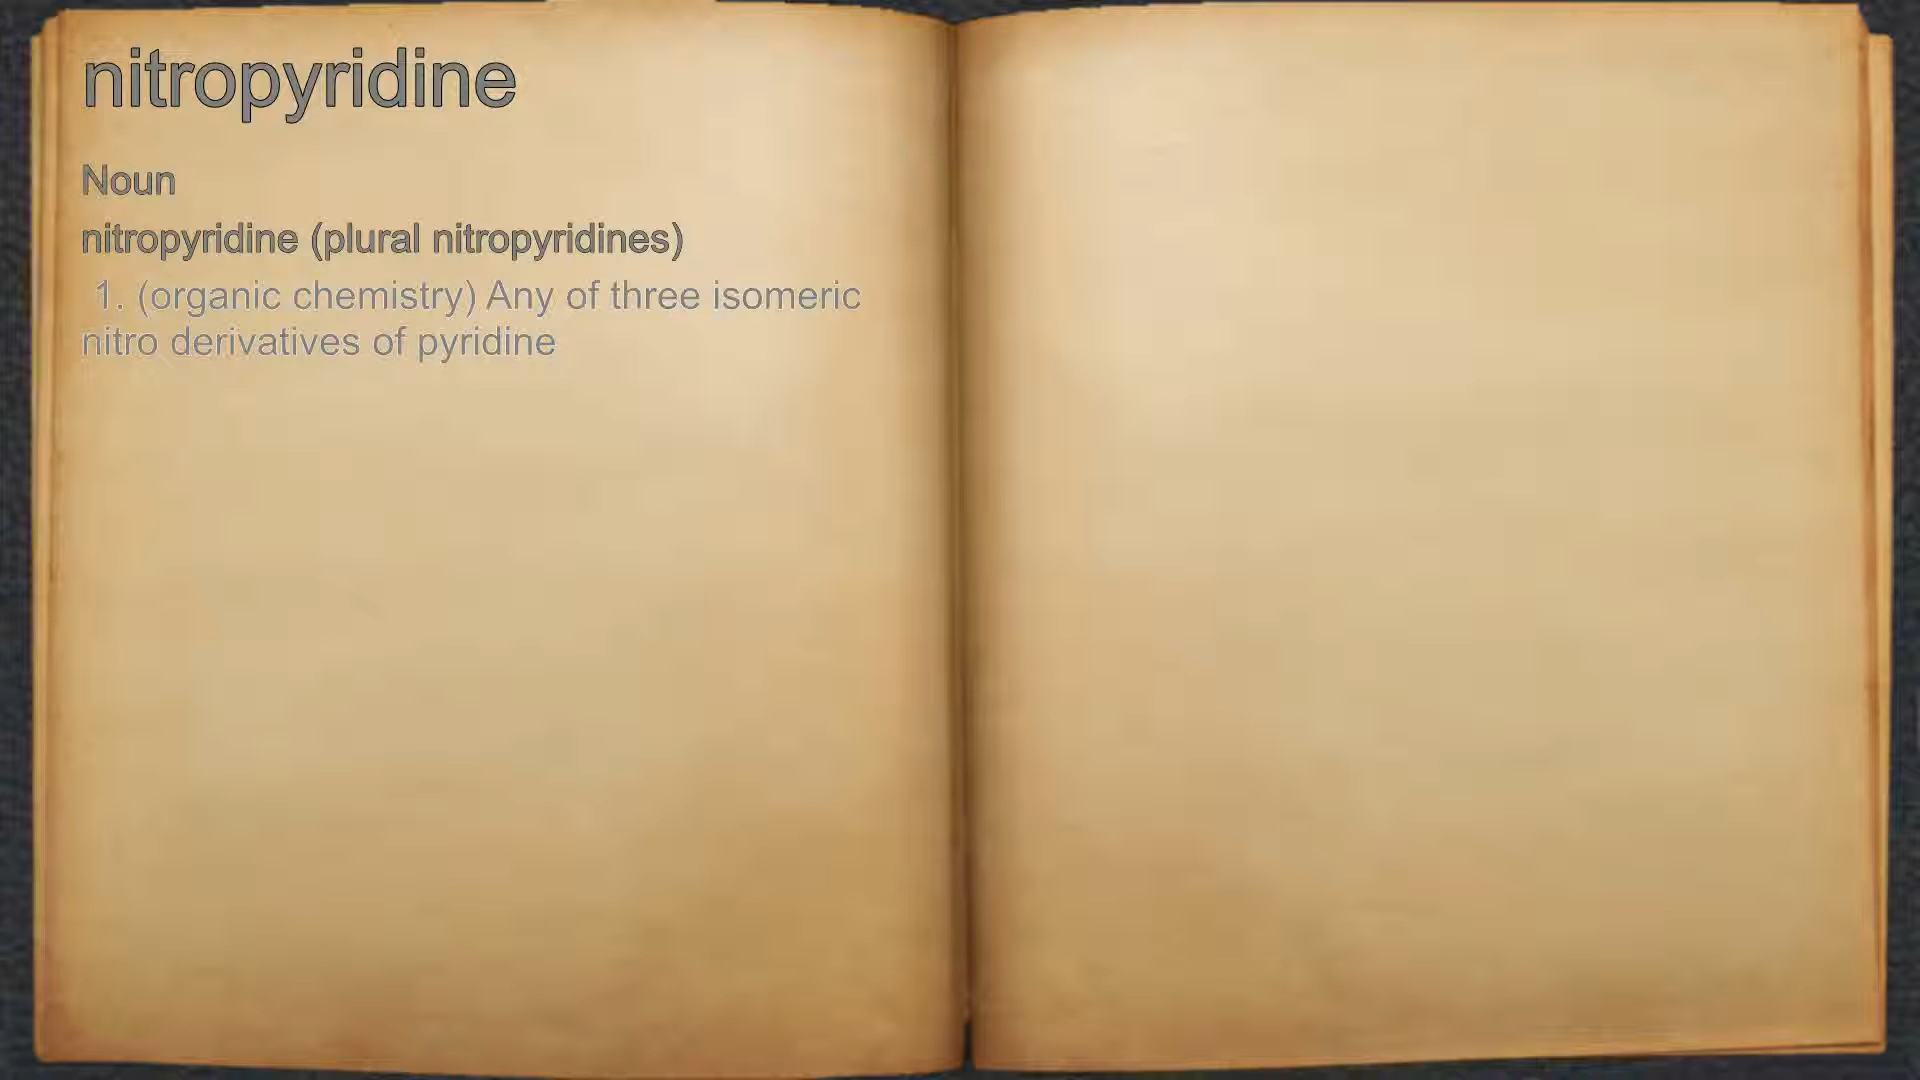 nitropyridine
Noun
nitropyridine (plural nitropyridines)
1. (organic chemistry) Any of three isomeric
nitro derivatives of pyridine